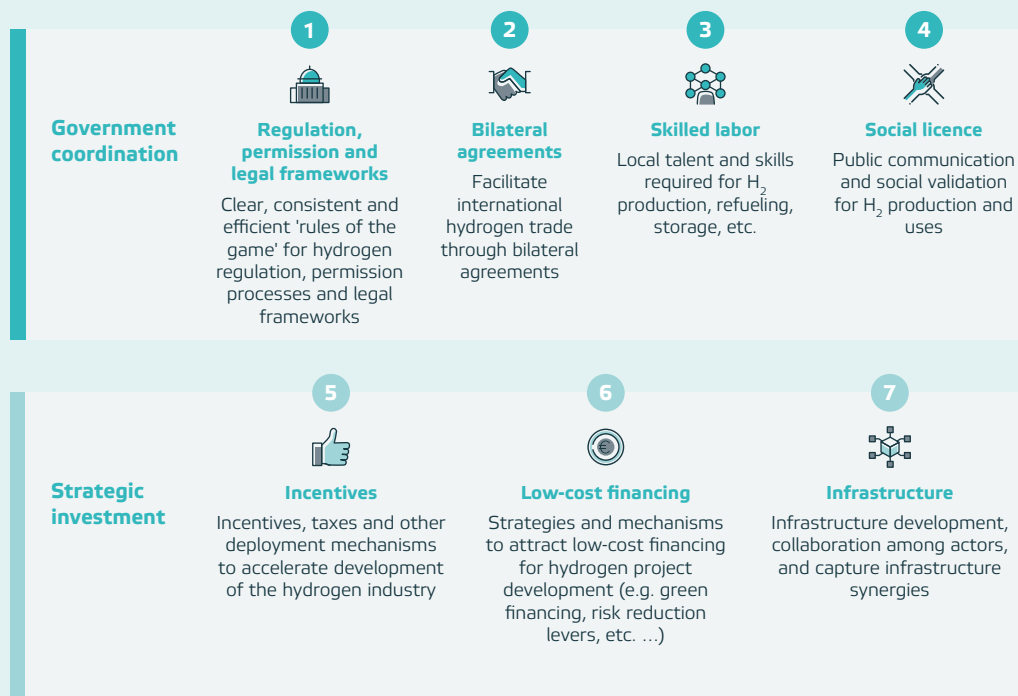 Government
coordination
1
Regulation,
permission and
legal frameworks
Clear, consistent and
efficient 'rules of the
game' for hydrogen
regulation, permission
processes and legal
frameworks
2
Bilateral
agreements
Facilitate
international
hydrogen trade
through bilateral
agreements
3
Skilled labor
Local talent and skills
required for H₂
production, refueling,
storage, etc.
4
Social licence
Public communication
and social validation
for H₂ production and
uses
Strategic
investment
5
Incentives
Incentives, taxes and other
deployment mechanisms
to accelerate development
of the hydrogen industry
6
€
Low-cost financing
Strategies and mechanisms
to attract low-cost financing
for hydrogen project
development (e.g. green
financing, risk reduction
levers, etc. ...)
7
Infrastructure
Infrastructure development,
collaboration among actors,
and capture infrastructure
synergies